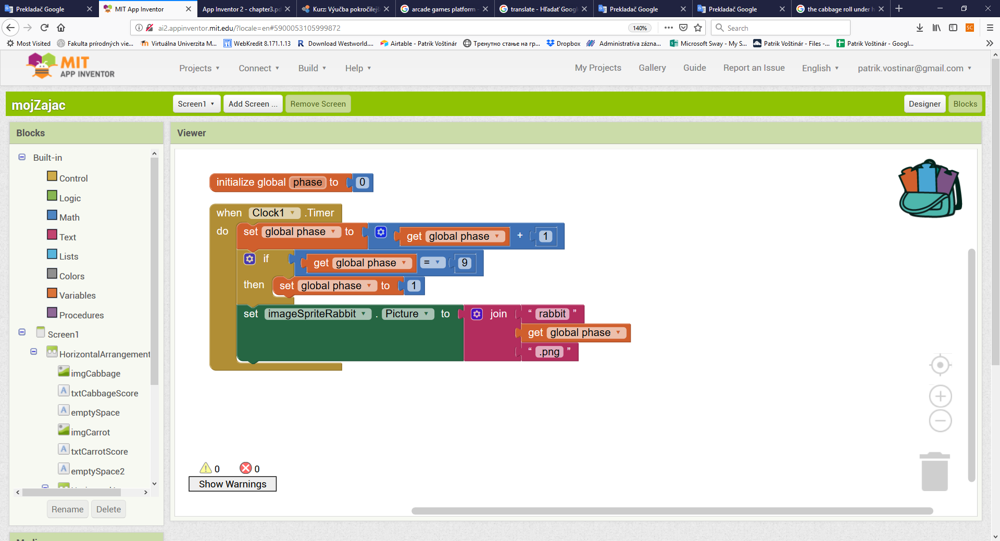 Prekladač Google
MIT App Inventor
App Inventor 2 - chapter3.pd
Kurz: Výučba pokročilejš
arcade games platform -
translate - Hľadať Googl
Prekladač Google
Prekladač Google
the cabbage roll under h
ai2.appinventor.mit.edu/?locale=en#5900053105999872
140%
Search
Most Visited
Fakulta prírodných vie...
Virtuálna Univerzita M...
WebKredit 8.171.1.13
R Download Westworld....
Airtable - Patrik Voštinár
Тренутно стање на гр...
Dropbox
Administratíva zázna...
Microsoft Sway - My S...
Patrik Voštinár - Files -...
Patrik Voštinár - Googl...
MIT
APP INVENTOR
Projects
Connect
Build
Help
My Projects
Gallery
Guide
Report an Issue
English
patrik.vostinar@gmail.com
mojZajac
Screen1
Add Screen ...
Remove Screen
Designer
Blocks
Blocks
Viewer
Built-in
Control
Logic
Math
Text
Lists
Colors
Variables
Procedures
Screen1
HorizontalArrangement
imgCabbage
txtCabbageScore
emptySpace
imgCarrot
txtCarrotScore
emptySpace2
Rename
Delete
initialize global phase to 0
when Clock1 .Timer
do set global phase to get global phase + 1
if get global phase = 9
then set global phase to 1
set imageSpriteRabbit . Picture to join “ rabbit ”
get global phase
“ .png ”
0
0
Show Warnings